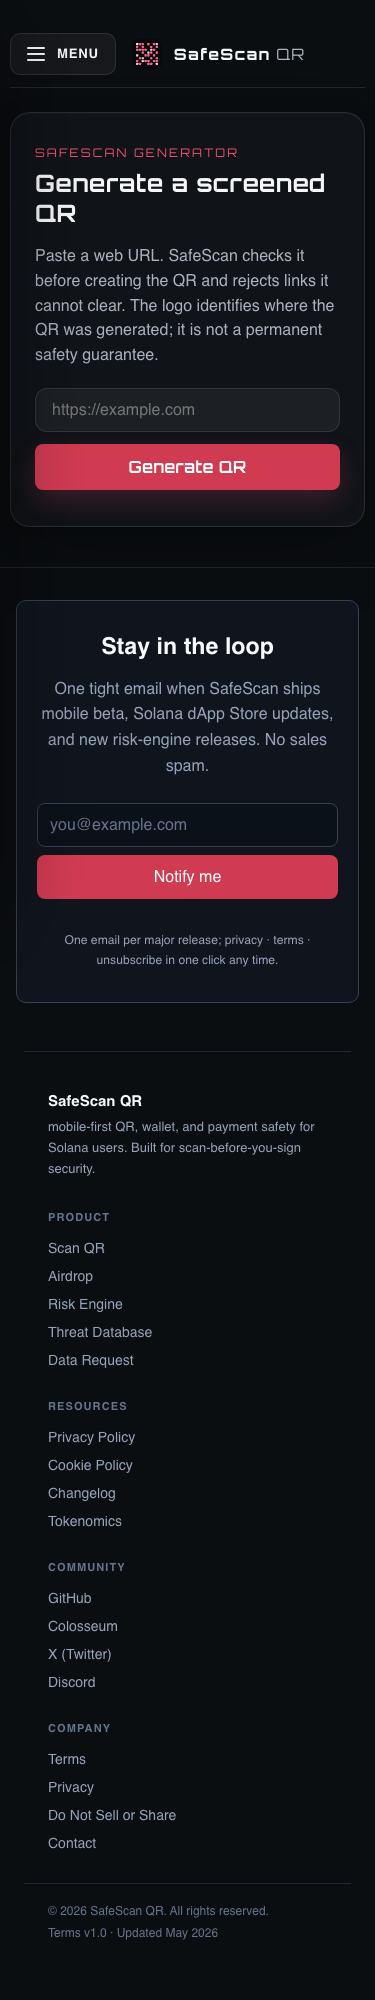 MENU
SafeScan QR
SAFESCAN GENERATOR
Generate a screened
QR
Paste a web URL. SafeScan checks it
before creating the QR and rejects links it
cannot clear. The logo identifies where the
QR was generated; it is not a permanent
safety guarantee.
https://example.com
Generate QR
Stay in the loop
One tight email when SafeScan ships
mobile beta, Solana dApp Store updates,
and new risk-engine releases. No sales
spam.
you@example.com
Notify me
One email per major release; privacy · terms ·
unsubscribe in one click any time.
SafeScan QR
mobile-first QR, wallet, and payment safety for
Solana users. Built for scan-before-you-sign
security.
PRODUCT
Scan QR
Airdrop
Risk Engine
Threat Database
Data Request
RESOURCES
Privacy Policy
Cookie Policy
Changelog
Tokenomics
COMMUNITY
GitHub
Colosseum
X (Twitter)
Discord
COMPANY
Terms
Privacy
Do Not Sell or Share
Contact
© 2026 SafeScan QR. All rights reserved.
Terms v1.0 · Updated May 2026